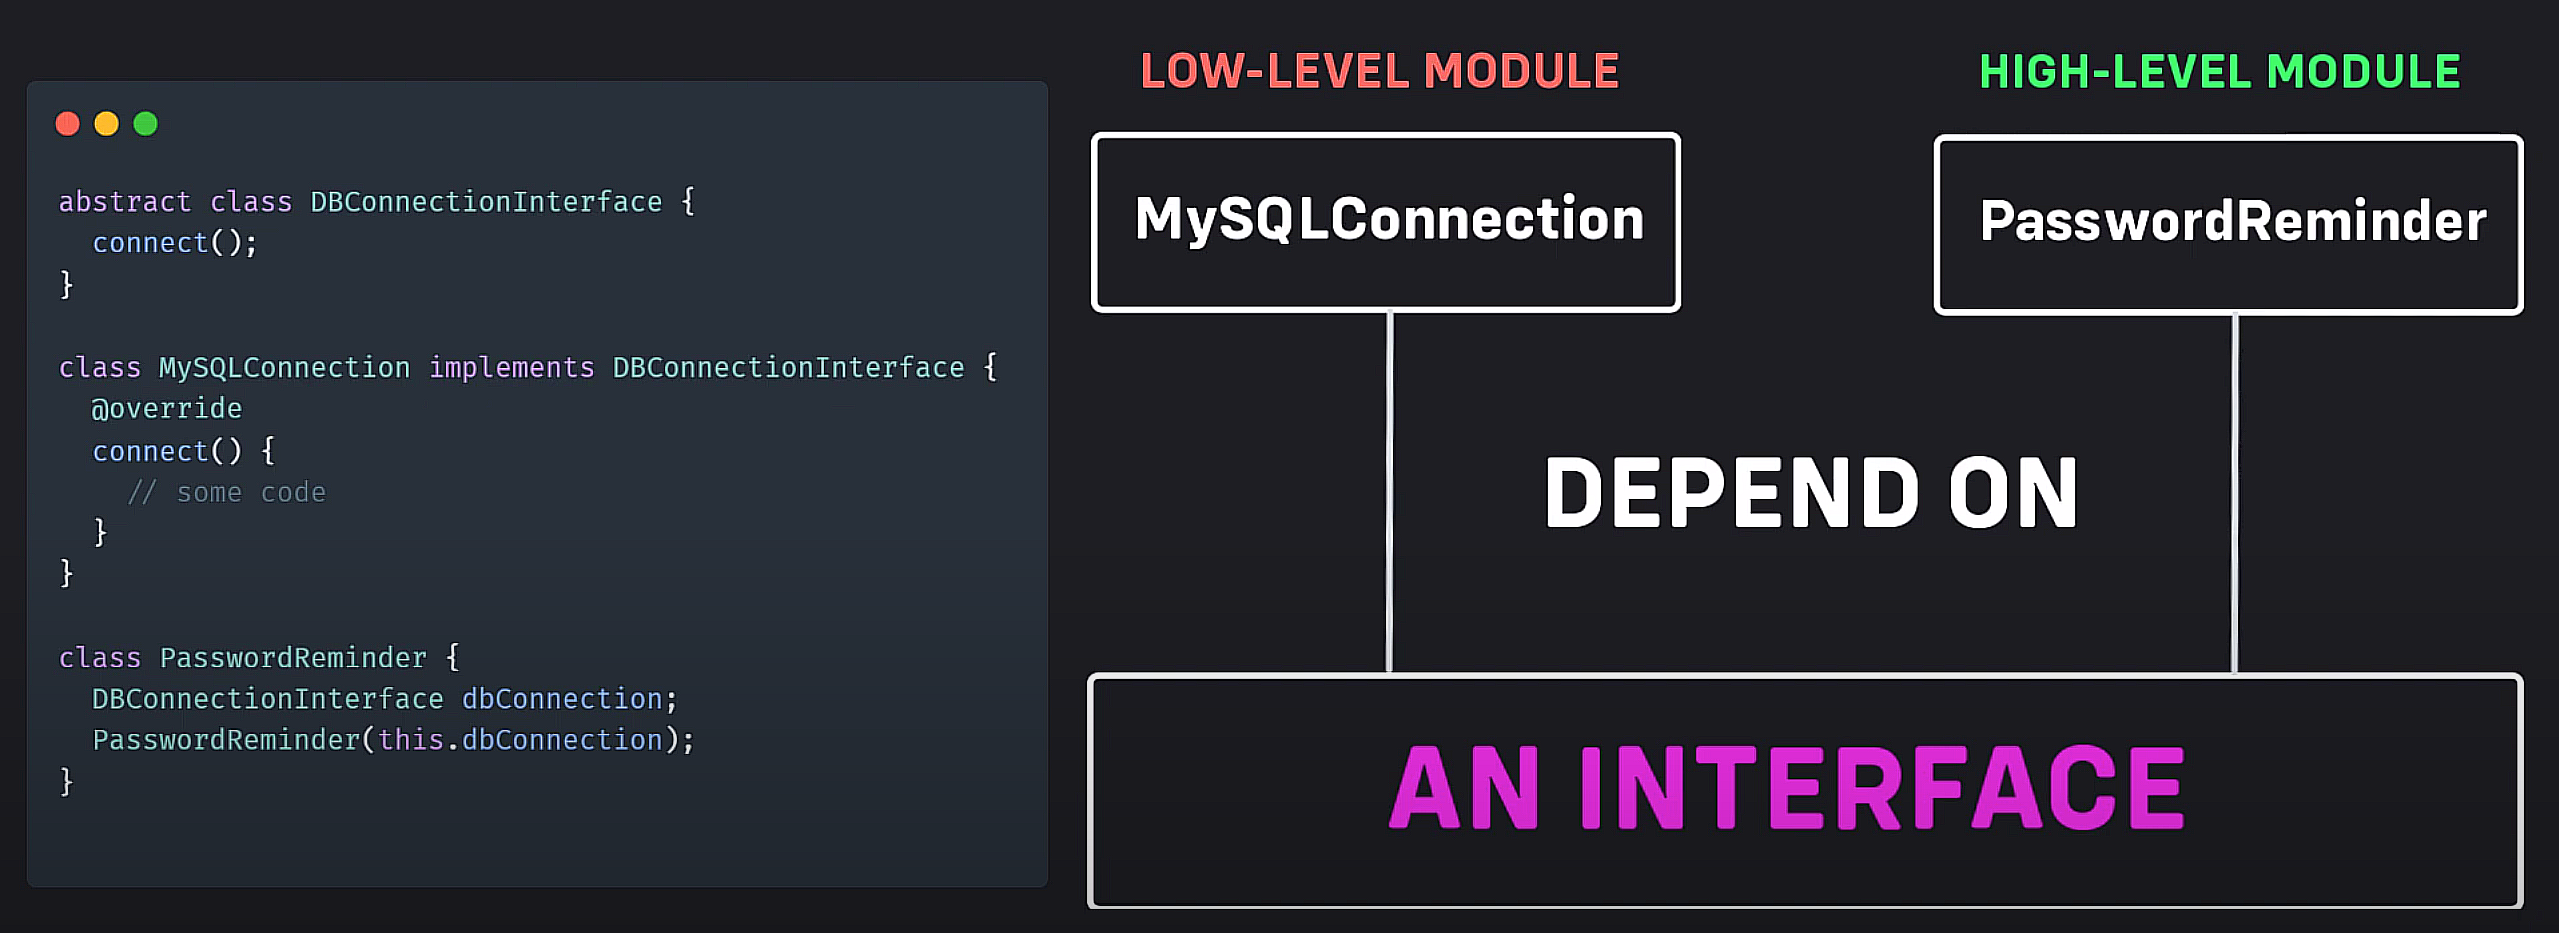 abstract class DBConnectionInterface {
  connect();
}
class MySQLConnection implements DBConnectionInterface {
  @override
  connect() {
    // some code
  }
}
class PasswordReminder {
  DBConnectionInterface dbConnection;
  PasswordReminder(this.dbConnection);
}
LOW-LEVEL MODULE
HIGH-LEVEL MODULE
MySQLConnection
PasswordReminder
DEPEND ON
AN INTERFACE